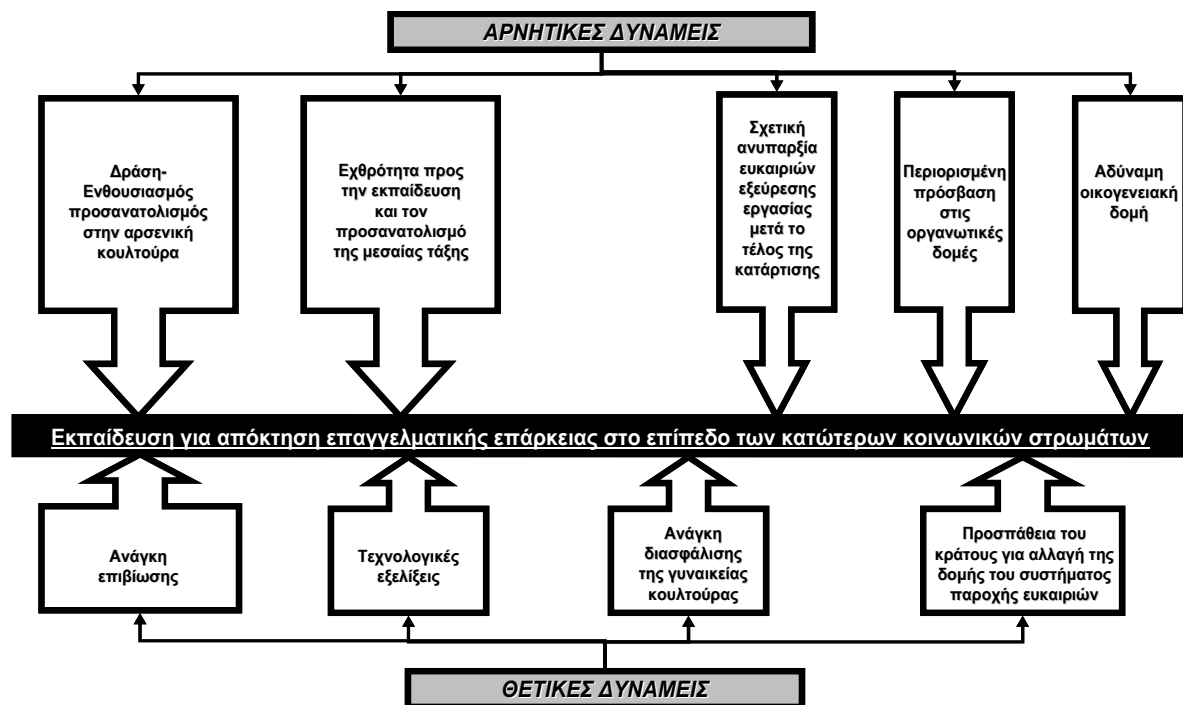 ΑΡΝΗΤΙΚΕΣ ΔΥΝΑΜΕΙΣ
Δράση-
Ενθουσιασμός
προσανατολισμός
στην αρσενική
κουλτούρα
Εχθρότητα προς
την εκπαίδευση
και τον
προσανατολισμό
της μεσαίας τάξης
Σχετική
ανυπαρξία
ευκαιριών
εξεύρεσης
εργασίας
μετά το
τέλος της
κατάρτισης
Περιορισμένη
πρόσβαση
στις
οργανωτικές
δομές
Αδύναμη
οικογενειακή
δομή
Εκπαίδευση για απόκτηση επαγγελματικής επάρκειας στο επίπεδο των κατώτερων κοινωνικών στρωμάτων
Ανάγκη
επιβίωσης
Τεχνολογικές
εξελίξεις
Ανάγκη
διασφάλισης
της γυναικείας
κουλτούρας
Προσπάθεια του
κράτους για αλλαγή της
δομής του συστήματος
παροχής ευκαιριών
ΘΕΤΙΚΕΣ ΔΥΝΑΜΕΙΣ